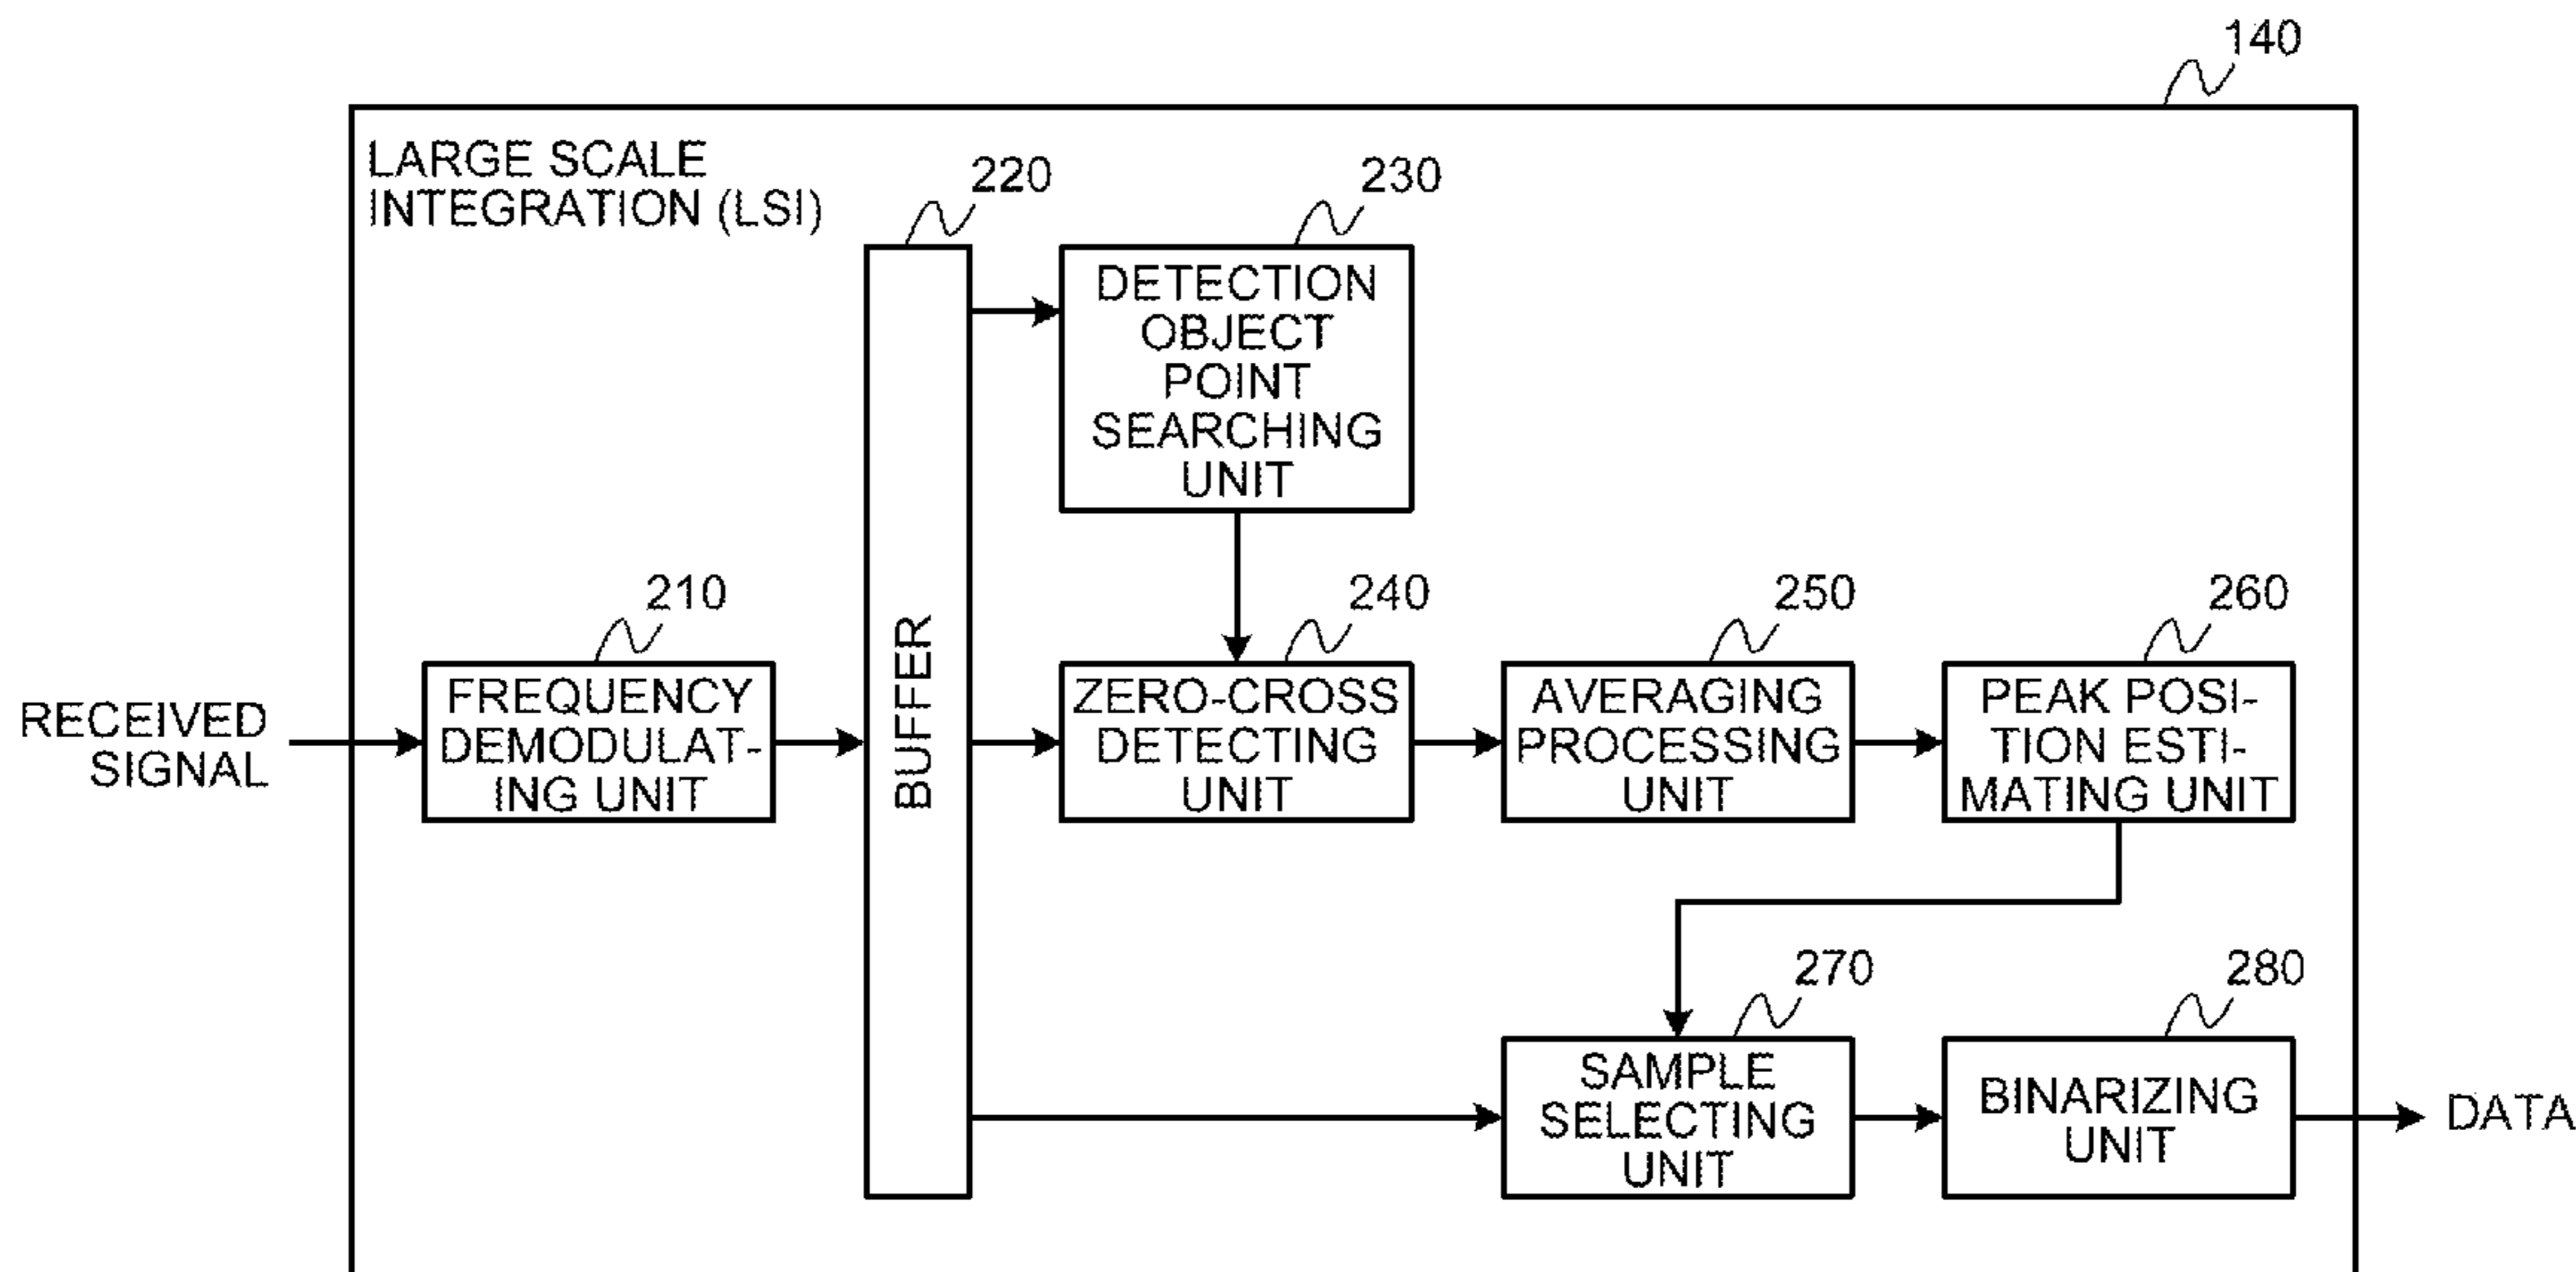 140
LARGE SCALE
INTEGRATION (LSI)
220
230
DETECTION
OBJECT
POINT
SEARCHING
UNIT
210
240
250
260
RECEIVED
SIGNAL
FREQUENCY
DEMODULAT-
ING UNIT
BUFFER
ZERO-CROSS
DETECTING
UNIT
AVERAGING
PROCESSING
UNIT
PEAK POSI-
TION ESTI-
MATING UNIT
270
280
SAMPLE
SELECTING
UNIT
BINARIZING
UNIT
DATA